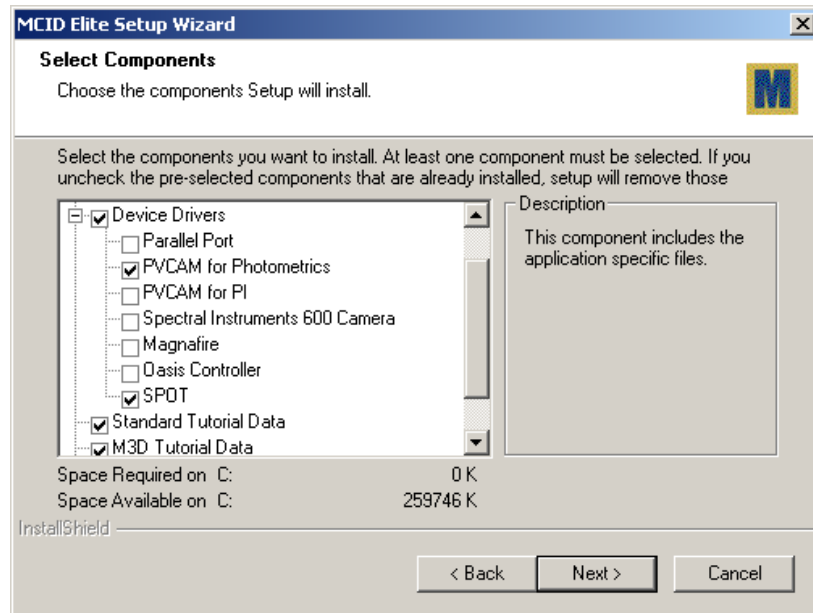 MCID Elite Setup Wizard
Select Components
Choose the components Setup will install.
M
Select the components you want to install. At least one component must be selected. If you
uncheck the pre-selected components that are already installed, setup will remove those
Device Drivers
Parallel Port
PVCAM for Photometrics
PVCAM for PI
Spectral Instruments 600 Camera
Magnafire
Oasis Controller
SPOT
Standard Tutorial Data
M3D Tutorial Data
Description
This component includes the
application specific files.
Space Required on C: 0 K
Space Available on C: 259746 K
InstallShield
< Back
Next >
Cancel